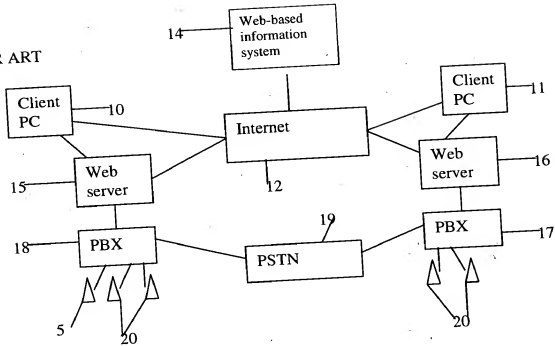 Web-based
information
system
14
R ART
Client
PC
10
Client
PC
11
Internet
12
Web
server
15
Web
server
16
19
18
PBX
PSTN
PBX
17
5
20
20